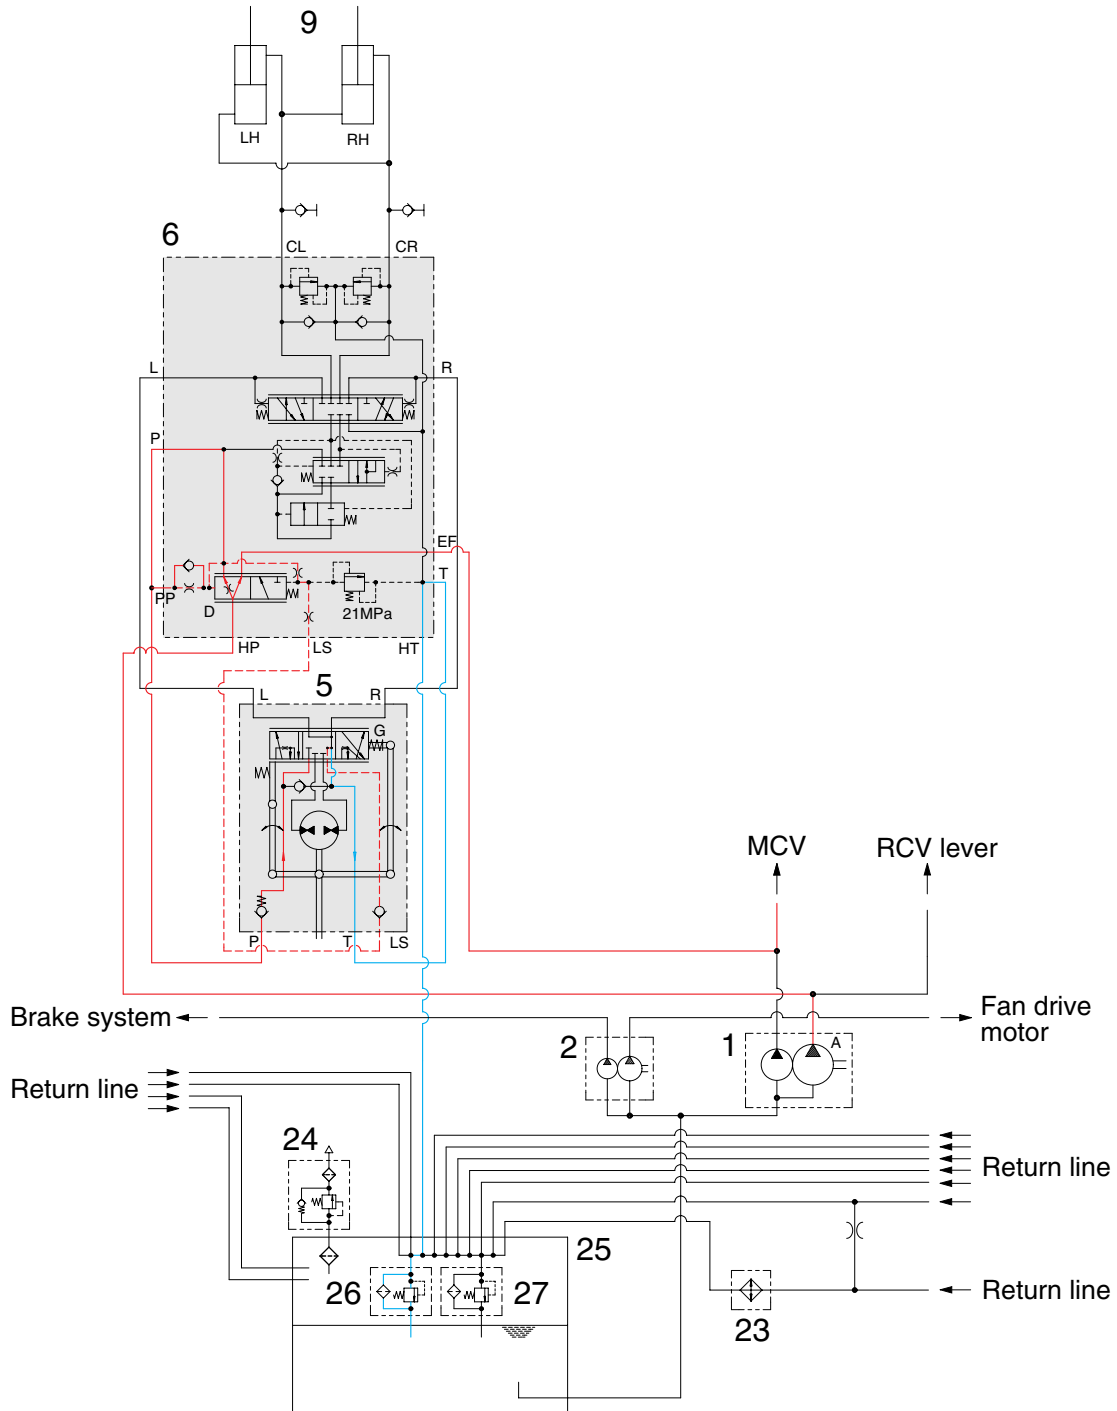 9
LH
RH
6
CL
CR
L
R
P
EF
T
PP
D
21MPa
HP
LS
HT
5
L
R
G
P
T
LS
MCV
RCV lever
Brake system
Fan drive
motor
2
1
A
Return line
24
Return line
25
26
27
23
Return line